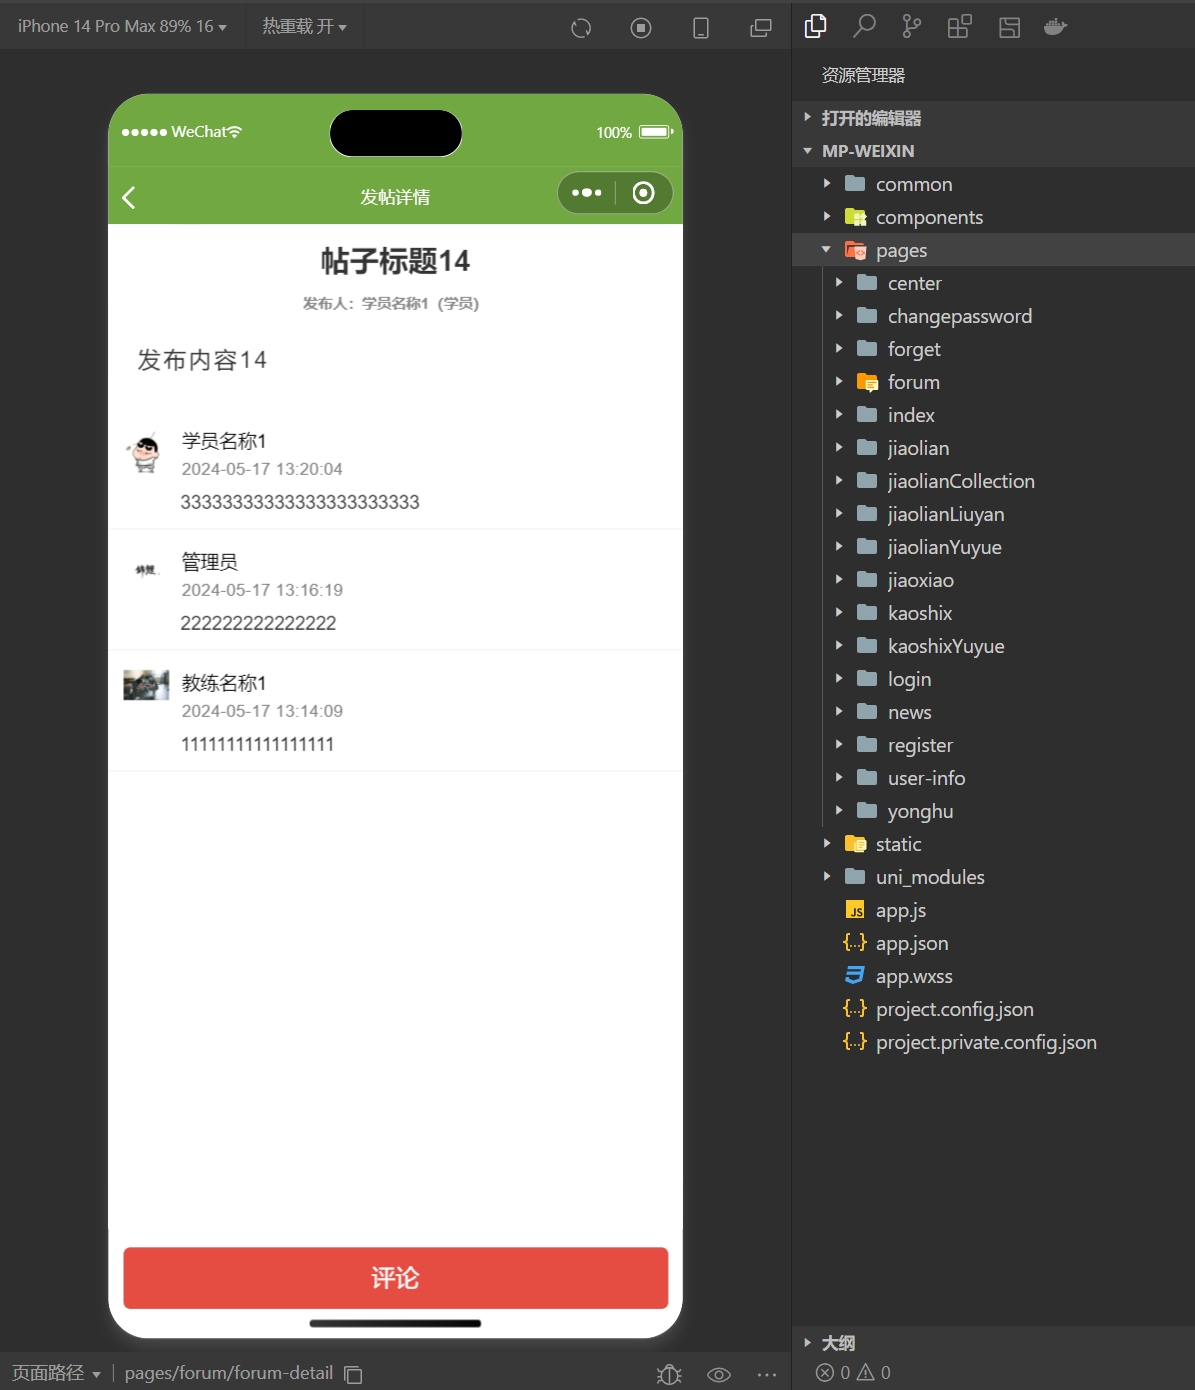 iPhone 14 Pro Max 89% 16
热重载 开
WeChat
100%
发帖详情
帖子标题14
发布人：学员名称1（学员）
发布内容14
学员名称1
2024-05-17 13:20:04
33333333333333333333333
管理员
2024-05-17 13:16:19
222222222222222
教练名称1
2024-05-17 13:14:09
11111111111111111
评论
页面路径
pages/forum/forum-detail
资源管理器
打开的编辑器
MP-WEIXIN
common
components
pages
center
changepassword
forget
forum
index
jiaolian
jiaolianCollection
jiaolianLiuyan
jiaolianYuyue
jiaoxiao
kaoshix
kaoshixYuyue
login
news
register
user-info
yonghu
static
uni_modules
JS app.js
{..} app.json
app.wxss
{..} project.config.json
{..} project.private.config.json
大纲
0 0